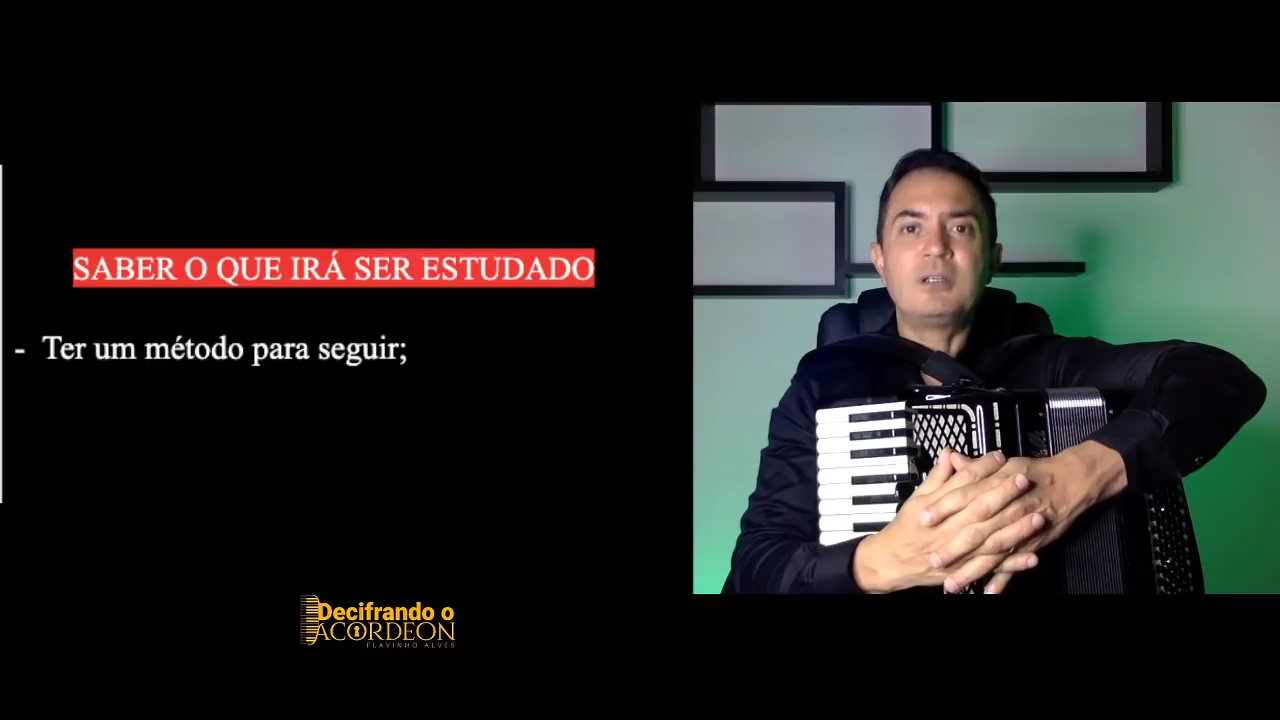 SABER O QUE IRÁ SER ESTUDADO
- Ter um método para seguir;
Decifrando o
ACORDEON
FLAVINHO ALVES